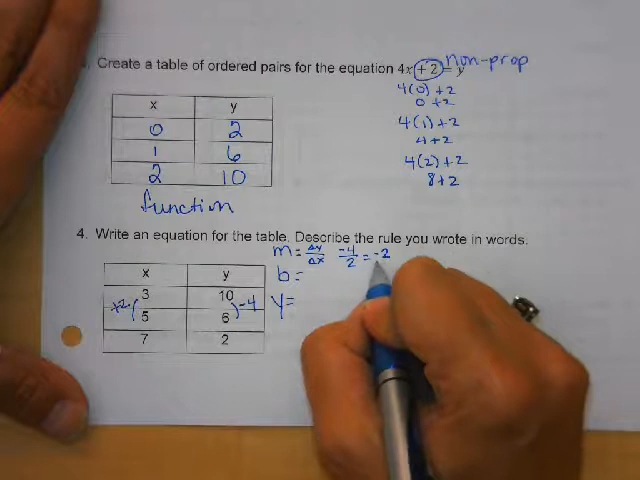 Create a table of ordered pairs for the equation 4x + 2 = y non-prop
x y
0 2
1 6
2 10
function
4(0)+2
0+2
4(1)+2
4+2
4(2)+2
8+2
4. Write an equation for the table. Describe the rule you wrote in words.
x y
3 10
5 6
7 2
+2 -4
m= Δy/Δx -4/2 = -2
b=
y=